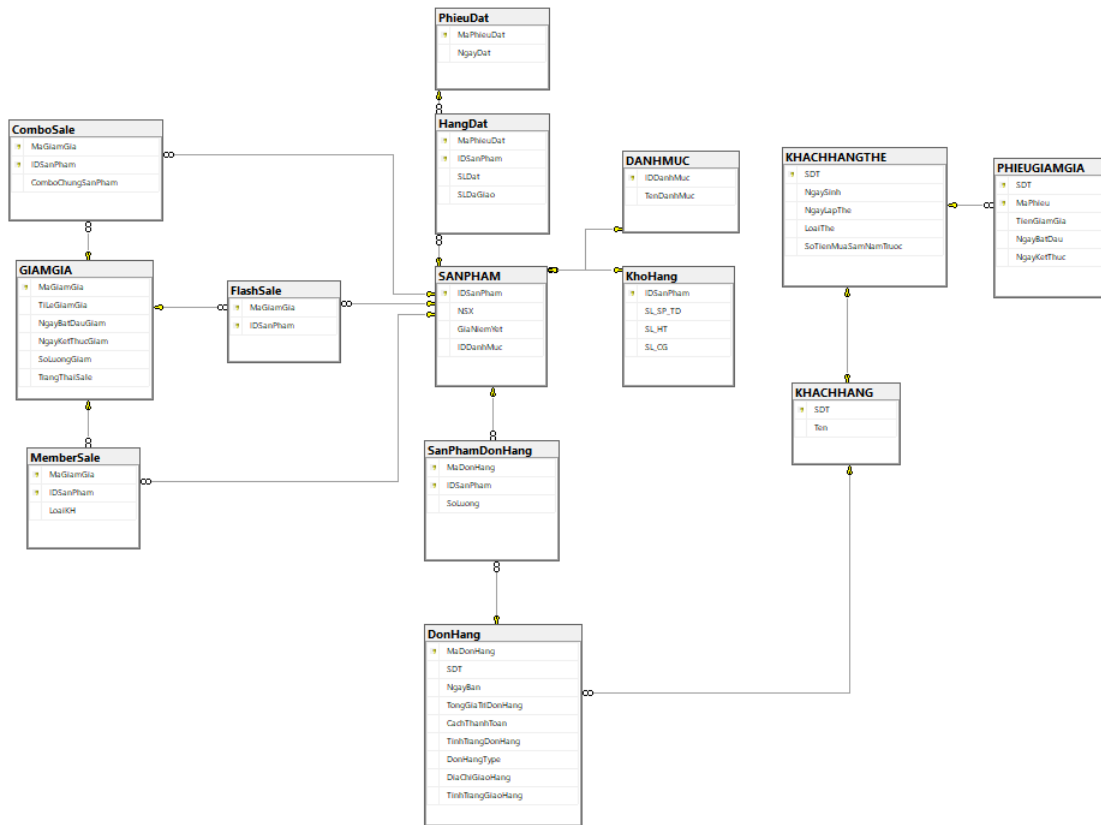 PhieuDat
MaPhieuDat
NgayDat
HangDat
MaPhieuDat
IDSanPham
SLDat
SLDaGiao
ComboSale
MaGiamGia
IDSanPham
ComboChungSanPham
DANHMUC
IDDanhMuc
TenDanhMuc
KHACHHANGTHE
SDT
NgaySinh
NgayLapThe
LoaiThe
SoTienMuaSamNamTruoc
PHIEUGIAMGIA
SDT
MaPhieu
TienGiamGia
NgayBatDau
NgayKetThuc
GIAMGIA
MaGiamGia
TiLeGiamGia
NgayBatDauGiam
NgayKetThucGiam
SoLuongGiam
TrangThaiSale
FlashSale
MaGiamGia
IDSanPham
SANPHAM
IDSanPham
NSX
GiaNiemYet
IDDanhMuc
KhoHang
IDSanPham
SL_SP_TD
SL_HT
SL_CG
KHACHHANG
SDT
Ten
MemberSale
MaGiamGia
IDSanPham
LoaiKH
SanPhamDonHang
MaDonHang
IDSanPham
SoLuong
DonHang
MaDonHang
SDT
NgayBan
TongGiaTriDonHang
CachThanhToan
TinhTrangDonHang
DonHangType
DiaChiGiaoHang
TinhTrangGiaoHang